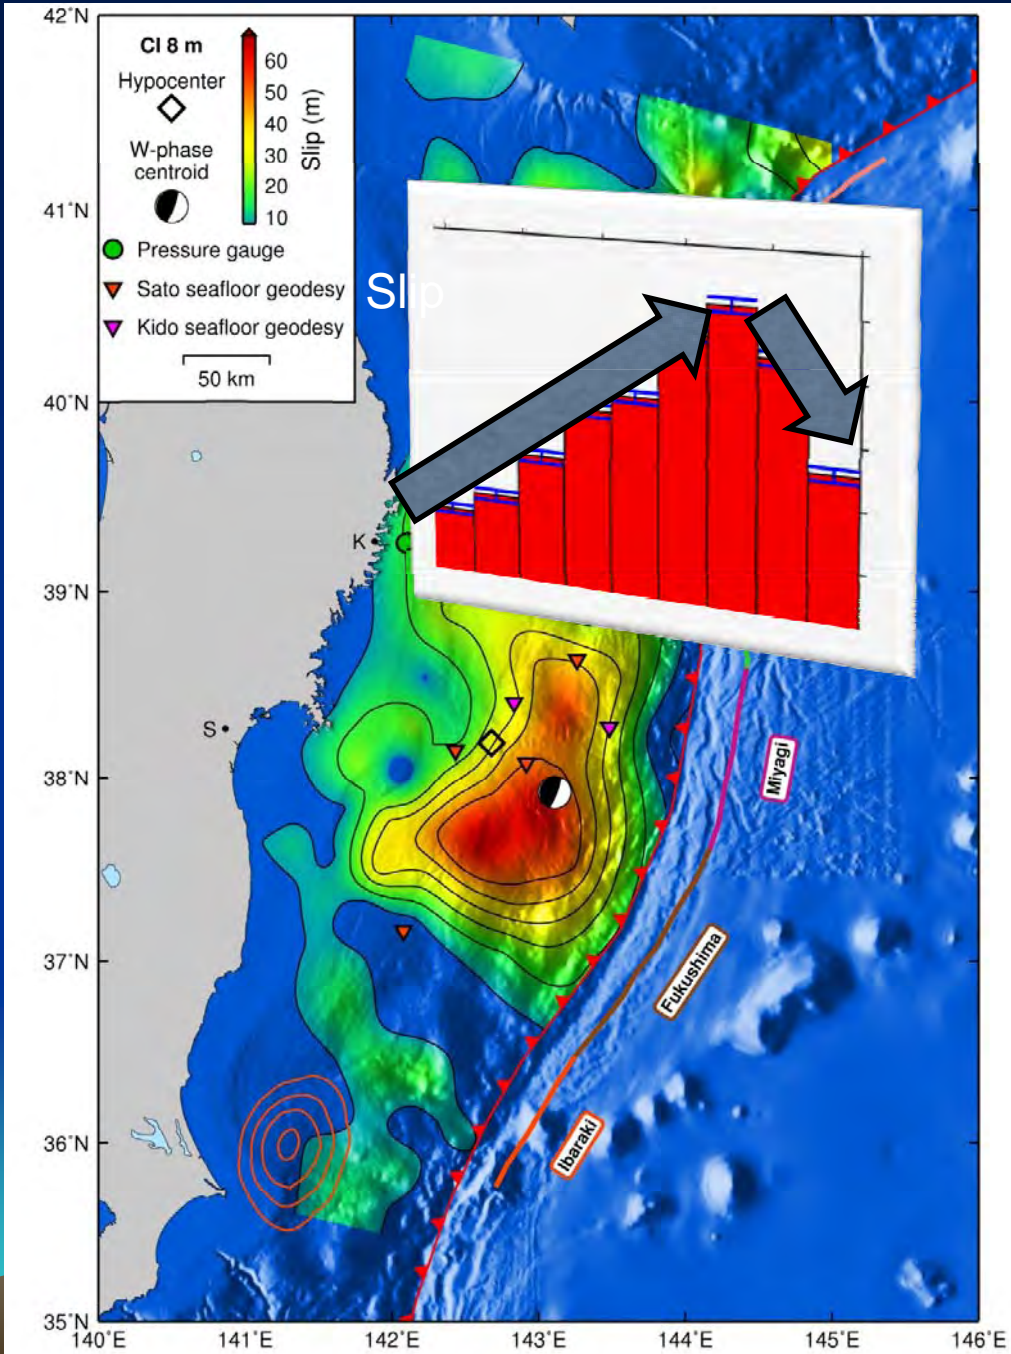 42°N
41°N
40°N
39°N
38°N
37°N
36°N
35°N
140°E
141°E
142°E
143°E
144°E
145°E
146°E
CI 8 m
Hypocenter
W-phase
centroid
60
50
40
30
20
10
Slip (m)
Pressure gauge
Sato seafloor geodesy
Kido seafloor geodesy
50 km
Slip
K
S
Miyagi
Fukushima
Ibaraki